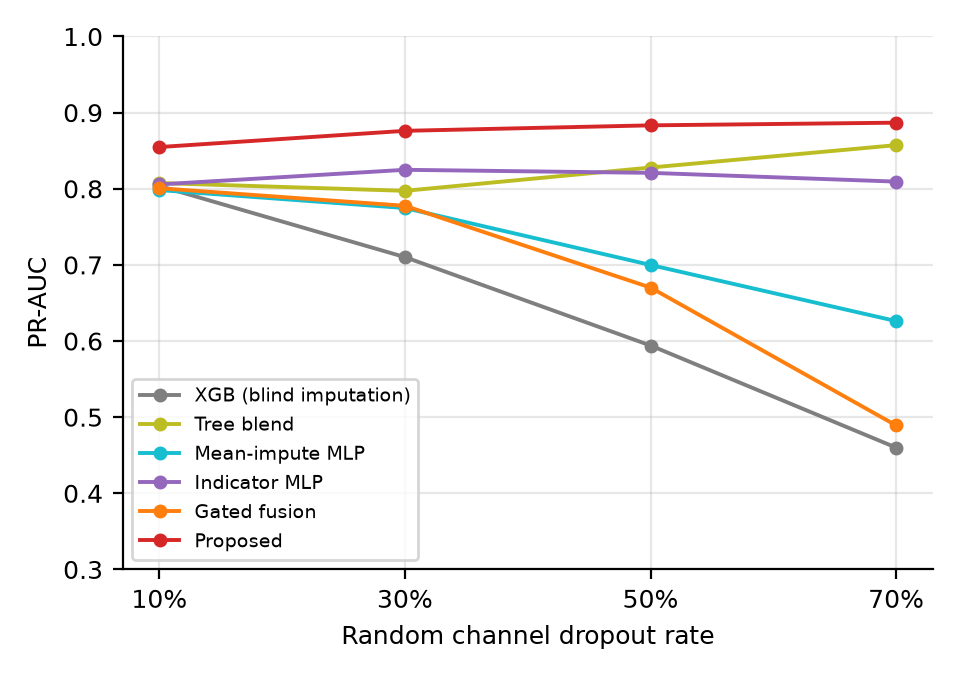 1.0
0.9
0.8
0.7
0.6
0.5
0.4
0.3
PR-AUC
XGB (blind imputation)
Tree blend
Mean-impute MLP
Indicator MLP
Gated fusion
Proposed
10% 30% 50% 70%
Random channel dropout rate